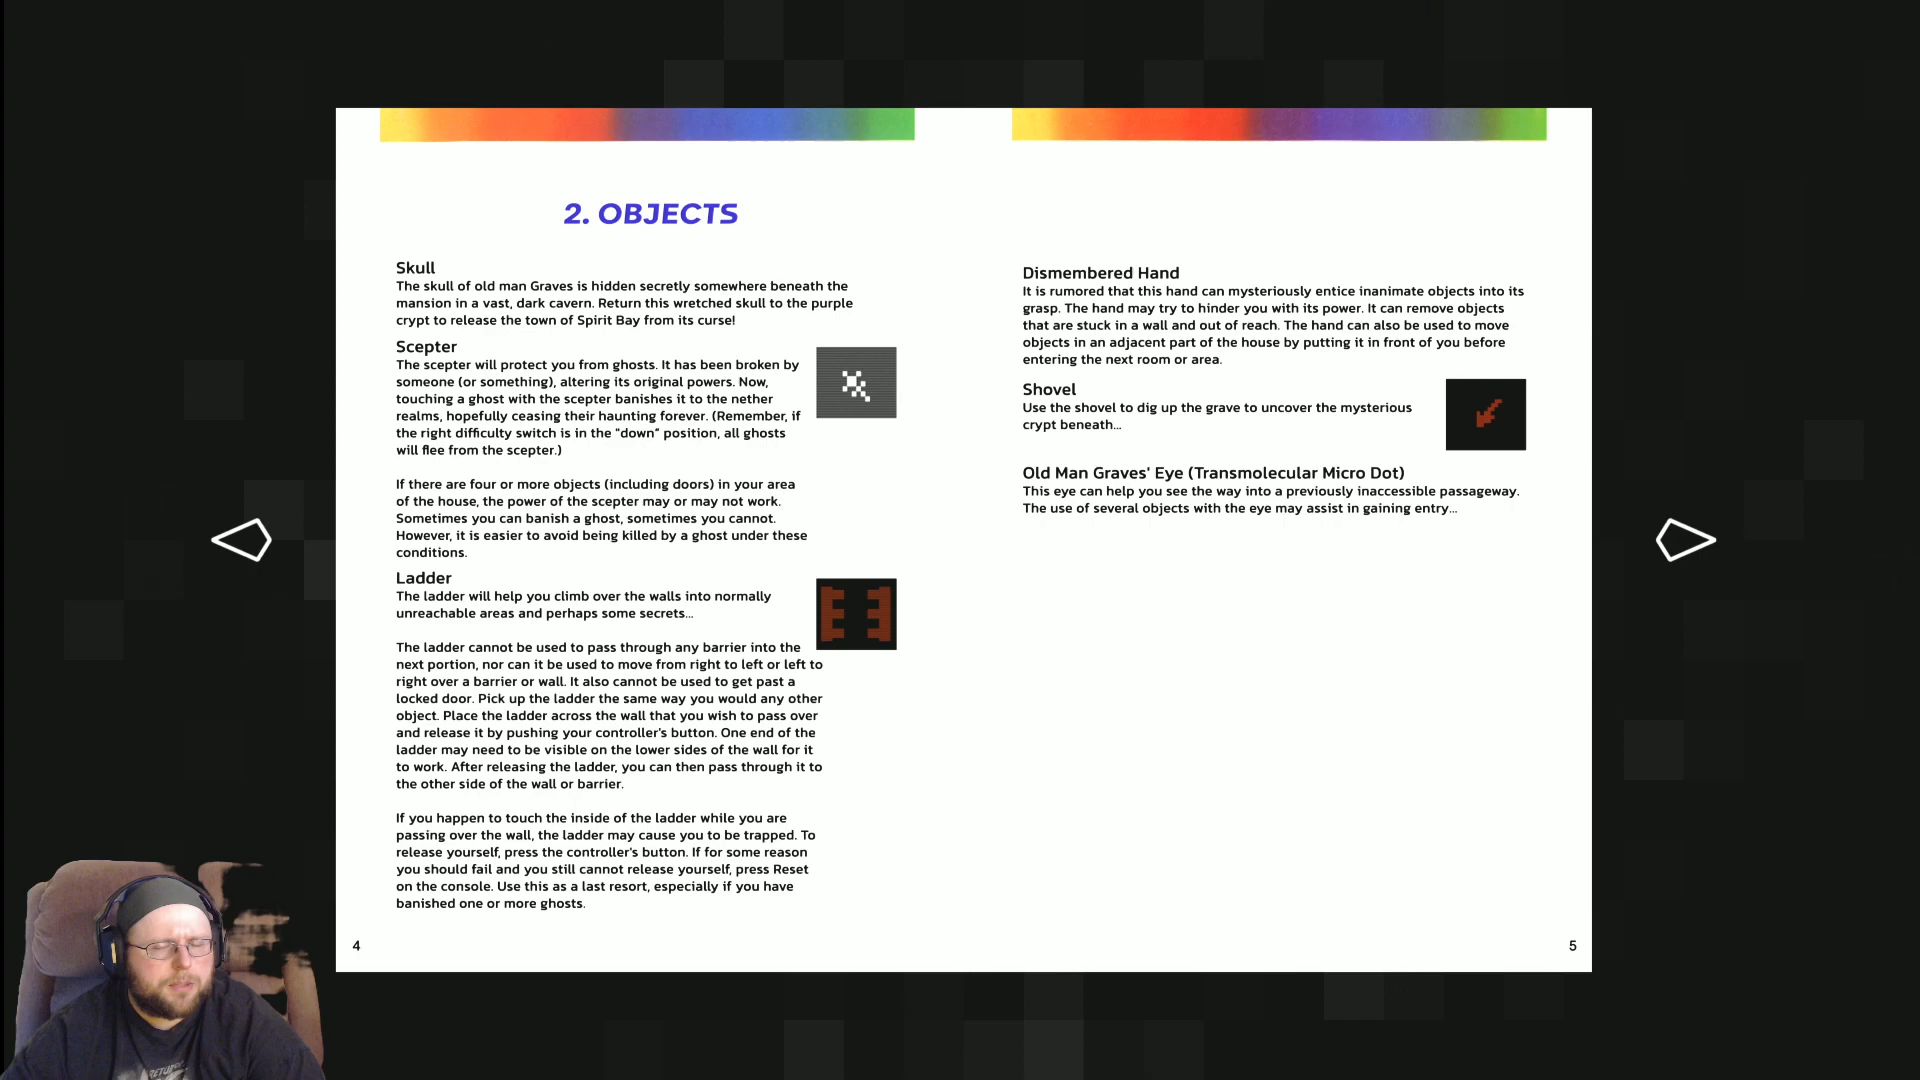 2. OBJECTS
Skull
The skull of old man Graves is hidden secretly somewhere beneath the
mansion in a vast, dark cavern. Return this wretched skull to the purple
crypt to release the town of Spirit Bay from its curse!
Scepter
The scepter will protect you from ghosts. It has been broken by
someone (or something), altering its original powers. Now,
touching a ghost with the scepter banishes it to the nether
realms, hopefully ceasing their haunting forever. (Remember, if
the right difficulty switch is in the "down" position, all ghosts
will flee from the scepter.)
If there are four or more objects (including doors) in your area
of the house, the power of the scepter may or may not work.
Sometimes you can banish a ghost, sometimes you cannot.
However, it is easier to avoid being killed by a ghost under these
conditions.
Ladder
The ladder will help you climb over the walls into normally
unreachable areas and perhaps some secrets...
The ladder cannot be used to pass through any barrier into the
next portion, nor can it be used to move from right to left or left to
right over a barrier or wall. It also cannot be used to get past a
locked door. Pick up the ladder the same way you would any other
object. Place the ladder across the wall that you wish to pass over
and release it by pushing your controller's button. One end of the
ladder may need to be visible on the lower sides of the wall for it
to work. After releasing the ladder, you can then pass through it to
the other side of the wall or barrier.
If you happen to touch the inside of the ladder while you are
passing over the wall, the ladder may cause you to be trapped. To
release yourself, press the controller's button. If for some reason
you should fail and you still cannot release yourself, press Reset
on the console. Use this as a last resort, especially if you have
banished one or more ghosts.
4
Dismembered Hand
It is rumored that this hand can mysteriously entice inanimate objects into its
grasp. The hand may try to hinder you with its power. It can remove objects
that are stuck in a wall and out of reach. The hand can also be used to move
objects in an adjacent part of the house by putting it in front of you before
entering the next room or area.
Shovel
Use the shovel to dig up the grave to uncover the mysterious
crypt beneath...
Old Man Graves' Eye (Transmolecular Micro Dot)
This eye can help you see the way into a previously inaccessible passageway.
The use of several objects with the eye may assist in gaining entry...
5